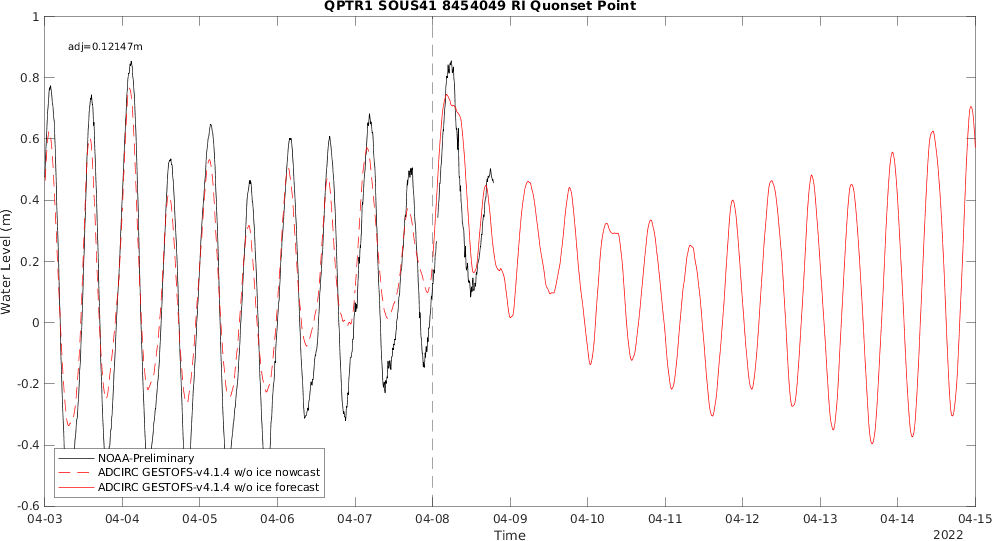 QPTR1 SOUS41 8454049 RI Quonset Point
adj=0.12147m
1
0.8
0.6
0.4
0.2
0
-0.2
-0.4
-0.6
Water Level (m)
NOAA-Preliminary
ADCIRC GESTOFS-v4.1.4 w/o ice nowcast
ADCIRC GESTOFS-v4.1.4 w/o ice forecast
04-03 04-04 04-05 04-06 04-07 04-08 04-09 04-10 04-11 04-12 04-13 04-14 04-15
Time
2022